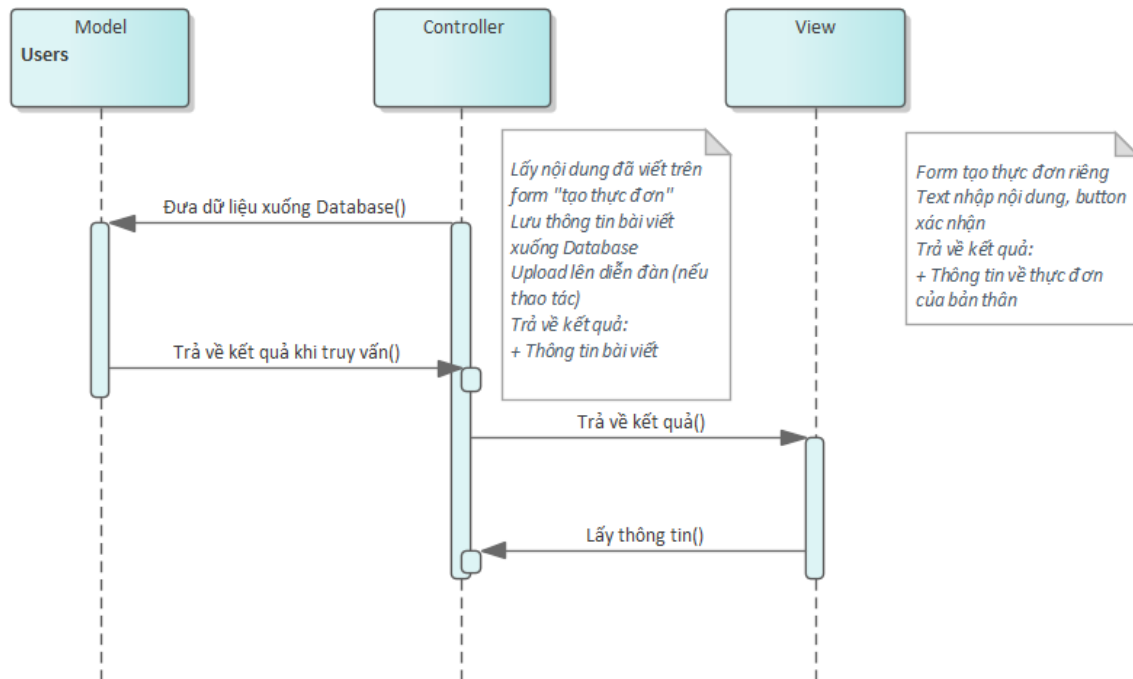 Model
Users
Controller
View
Lấy nội dung đã viết trên
form "tạo thực đơn"
Lưu thông tin bài viết
xuống Database
Upload lên diễn đàn (nếu
thao tác)
Trả về kết quả:
+ Thông tin bài viết
Form tạo thực đơn riêng
Text nhập nội dung, button
xác nhận
Trả về kết quả:
+ Thông tin về thực đơn
của bản thân
Đưa dữ liệu xuống Database()
Trả về kết quả khi truy vấn()
Trả về kết quả()
Lấy thông tin()